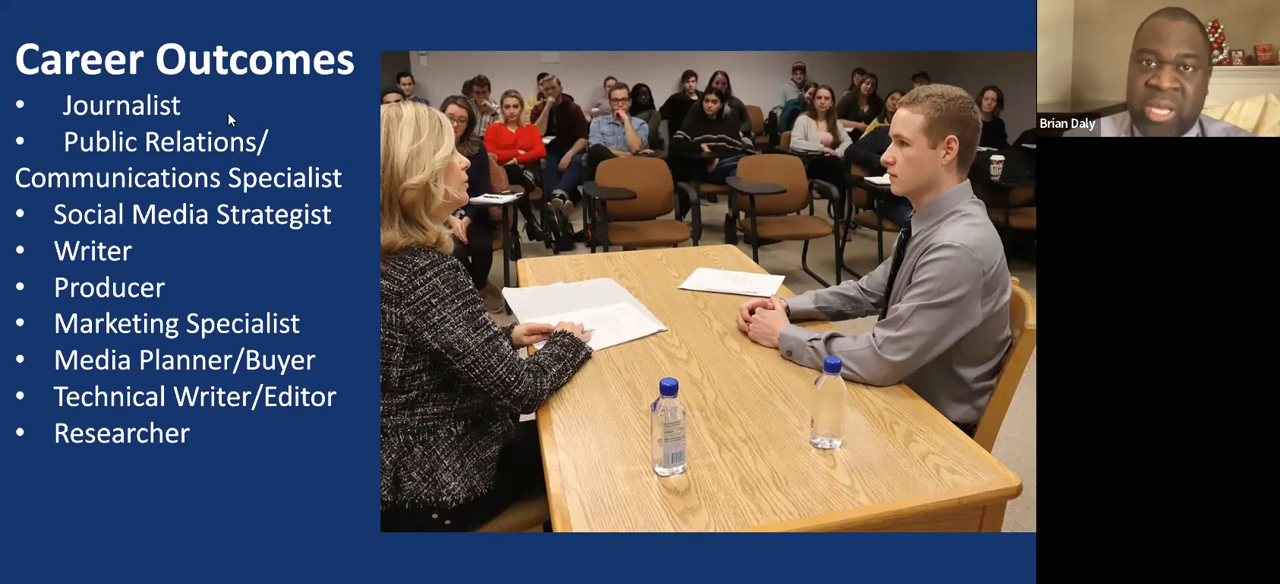 Career Outcomes
• Journalist
• Public Relations/
Communications Specialist
• Social Media Strategist
• Writer
• Producer
• Marketing Specialist
• Media Planner/Buyer
• Technical Writer/Editor
• Researcher
Brian Daly